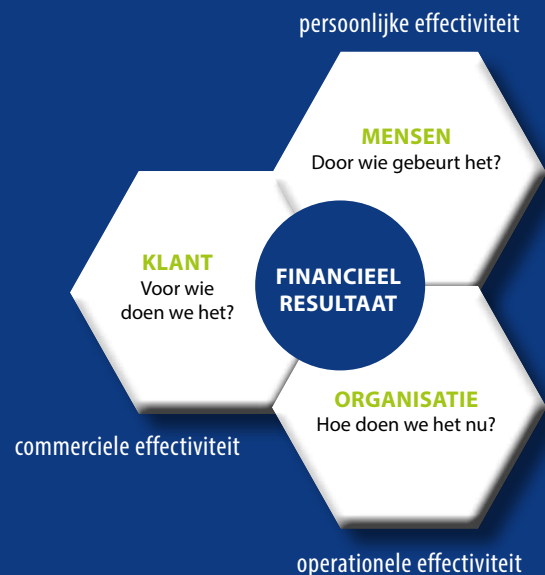 persoonlijke effectiviteit
MENSEN
Door wie gebeurt het?
KLANT
Voor wie
doen we het?
FINANCIEEL
RESULTAAT
ORGANISATIE
Hoe doen we het nu?
commerciele effectiviteit
operationele effectiviteit